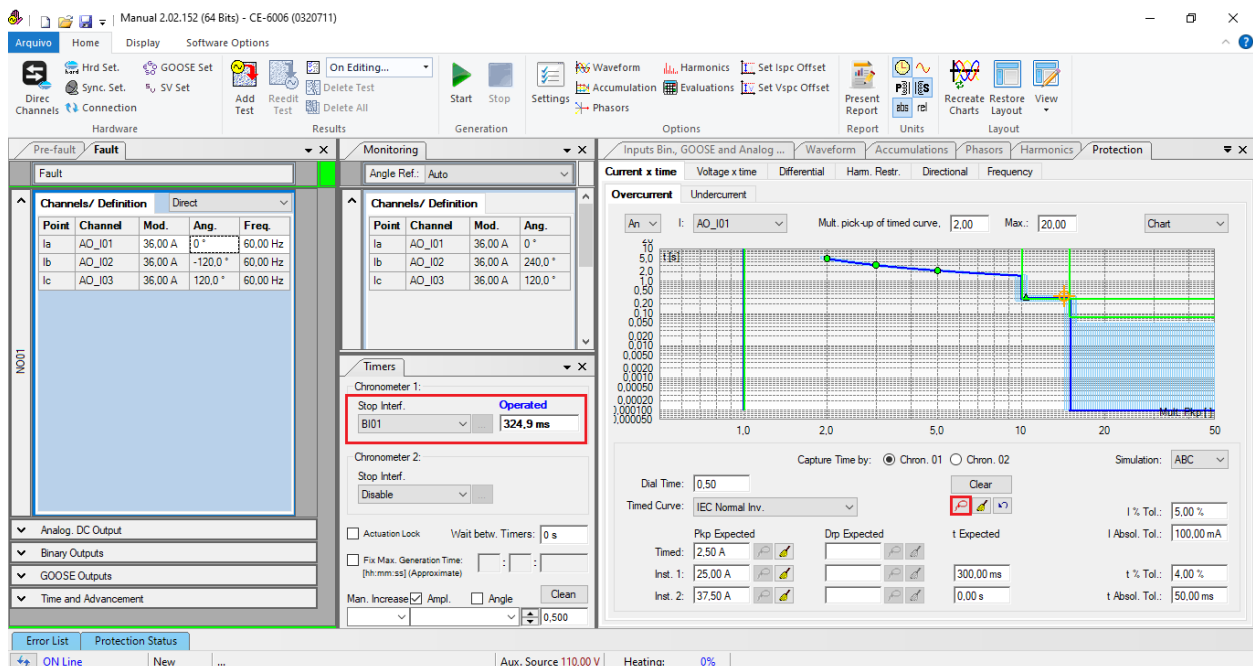 Manual 2.02.152 (64 Bits) - CE-6006 (0320711)
Arquivo Home Display Software Options
Hrd Set. GOOSE Set On Editing... Waveform Harmonics Set Ispc Offset
Sync. Set. SV Set Delete Test Accumulation Evaluations Set Vspc Offset
Direc Channels Connection Add Test Reedit Test Delete All Start Stop Settings Phasors Present Report abs rel Recreate Charts Restore Layout View
Hardware Results Generation Options Report Units Layout
Pre-fault Fault
Fault
Channels/ Definition Direct
Point Channel Mod. Ang. Freq.
Ia AO_I01 36,00 A 0 ° 60,00 Hz
Ib AO_I02 36,00 A -120,0 ° 60,00 Hz
Ic AO_I03 36,00 A 120,0 ° 60,00 Hz
NO01
Analog. DC Output
Binary Outputs
GOOSE Outputs
Time and Advancement
Monitoring
Angle Ref.: Auto
Channels/ Definition
Point Channel Mod. Ang.
Ia AO_I01 36,00 A 0 °
Ib AO_I02 36,00 A 240,0 °
Ic AO_I03 36,00 A 120,0 °
Timers
Chronometer 1:
Stop Interf. Operated
BI01 ... 324,9 ms
Chronometer 2:
Stop Interf.
Disable ...
Actuation Lock Wait betw. Timers: 0 s
Fix Max. Generation Time: : :
[hh:mm:ss] (Approximate)
Man. Increase Ampl. Angle Clean
0,500
Inputs Bin., GOOSE and Analog ... Waveform Accumulations Phasors Harmonics Protection
Current x time Voltage x time Differential Harm. Restr. Directional Frequency
Overcurrent Undercurrent
An I: AO_I01 Mult. pick-up of timed curve, 2,00 Max.: 20,00 Chart
t [s]
10
5,0
2,0
1,0
0,50
0,20
0,10
0,050
0,020
0,010
0,0050
0,0020
0,0010
0,00050
0,00020
0,000050
Mult. Pkp [ ]
1,0 2,0 5,0 10 20 50
Capture Time by: Chron. 01 Chron. 02 Simulation: ABC
Dial Time: 0,50 Clear
Timed Curve: IEC Normal Inv. I % Tol.: 5,00 %
Pkp Expected Drp Expected t Expected I Absol. Tol.: 100,00 mA
Timed: 2,50 A
Inst. 1: 25,00 A 300,00 ms t % Tol.: 4,00 %
Inst. 2: 37,50 A 0,00 s t Absol. Tol.: 50,00 ms
Error List Protection Status
ON Line New ... Aux. Source 110,00 V Heating: 0%